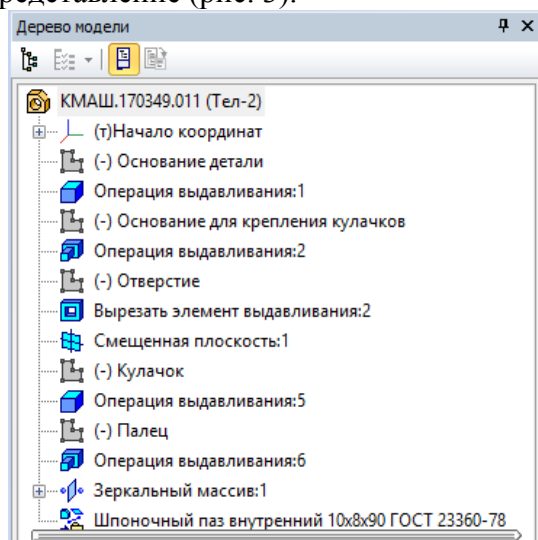 редставление (рис. 3).
Дерево модели
КМАШ.170349.011 (Тел-2)
(т)Начало координат
(-) Основание детали
Операция выдавливания:1
(-) Основание для крепления кулачков
Операция выдавливания:2
(-) Отверстие
Вырезать элемент выдавливания:2
Смещенная плоскость:1
(-) Кулачок
Операция выдавливания:5
(-) Палец
Операция выдавливания:6
Зеркальный массив:1
Шпоночный паз внутренний 10х8х90 ГОСТ 23360-78